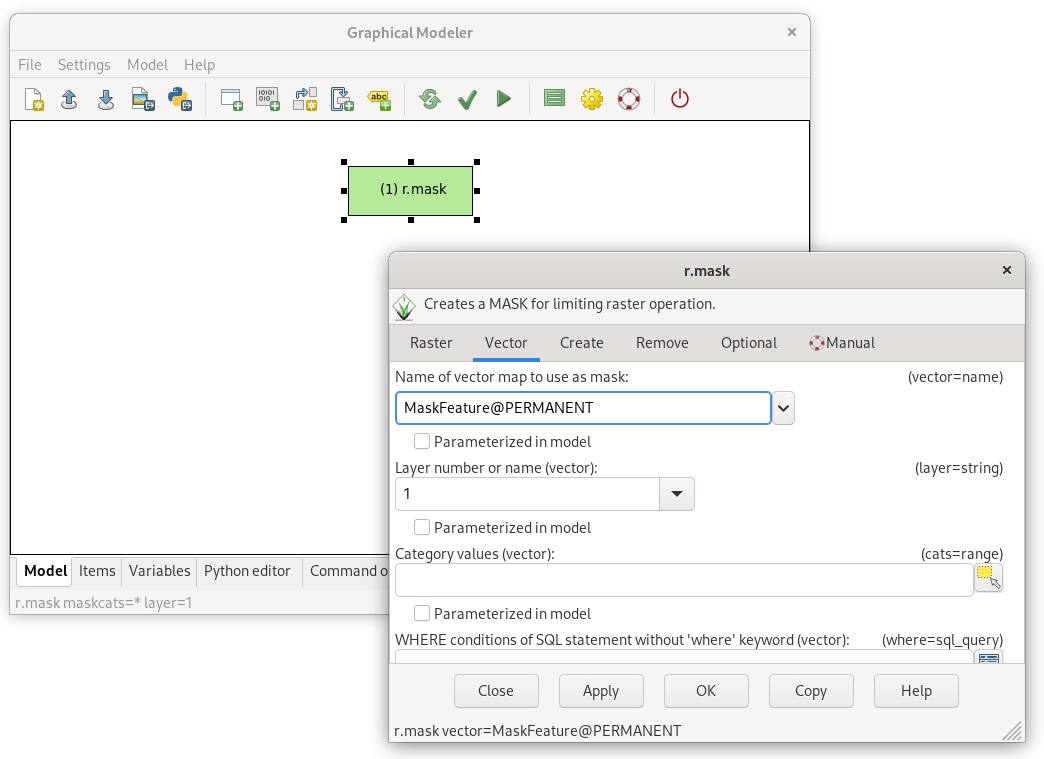 Graphical Modeler
File Settings Model Help
(1) r.mask
r.mask
Creates a MASK for limiting raster operation.
Raster Vector Create Remove Optional Manual
Name of vector map to use as mask: (vector=name)
MaskFeature@PERMANENT
Parameterized in model
Layer number or name (vector): (layer=string)
1
Parameterized in model
Category values (vector): (cats=range)
Parameterized in model
WHERE conditions of SQL statement without 'where' keyword (vector): (where=sql_query)
Close Apply OK Copy Help
r.mask vector=MaskFeature@PERMANENT
Model Items Variables Python editor Command o
r.mask maskcats=* layer=1